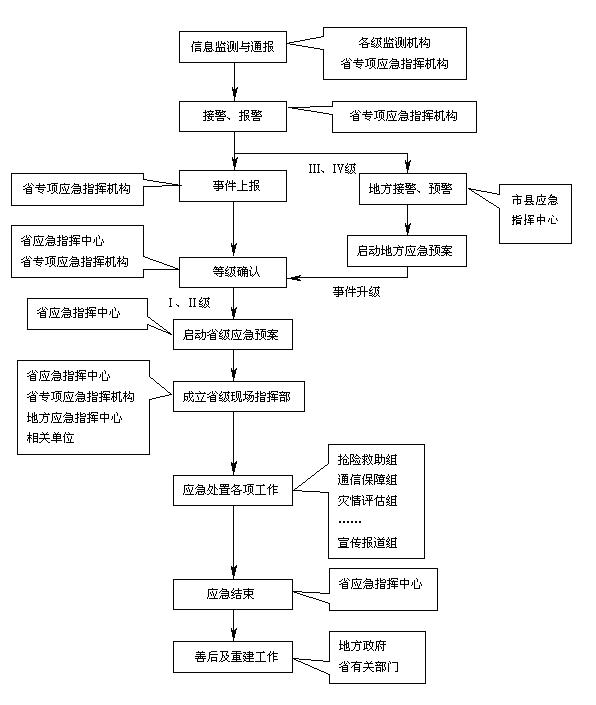 信息监测与通报
各级监测机构
省专项应急指挥机构
接警、报警
省专项应急指挥机构
III、IV级
省专项应急指挥机构
事件上报
地方接警、预警
市县应急
指挥中心
省应急指挥中心
省专项应急指挥机构
启动地方应急预案
等级确认
事件升级
I、II级
省应急指挥中心
启动省级应急预案
省应急指挥中心
省专项应急指挥机构
地方应急指挥中心
相关单位
成立省级现场指挥部
应急处置各项工作
抢险救助组
通信保障组
灾情评估组
……
宣传报道组
应急结束
省应急指挥中心
善后及重建工作
地方政府
省有关部门